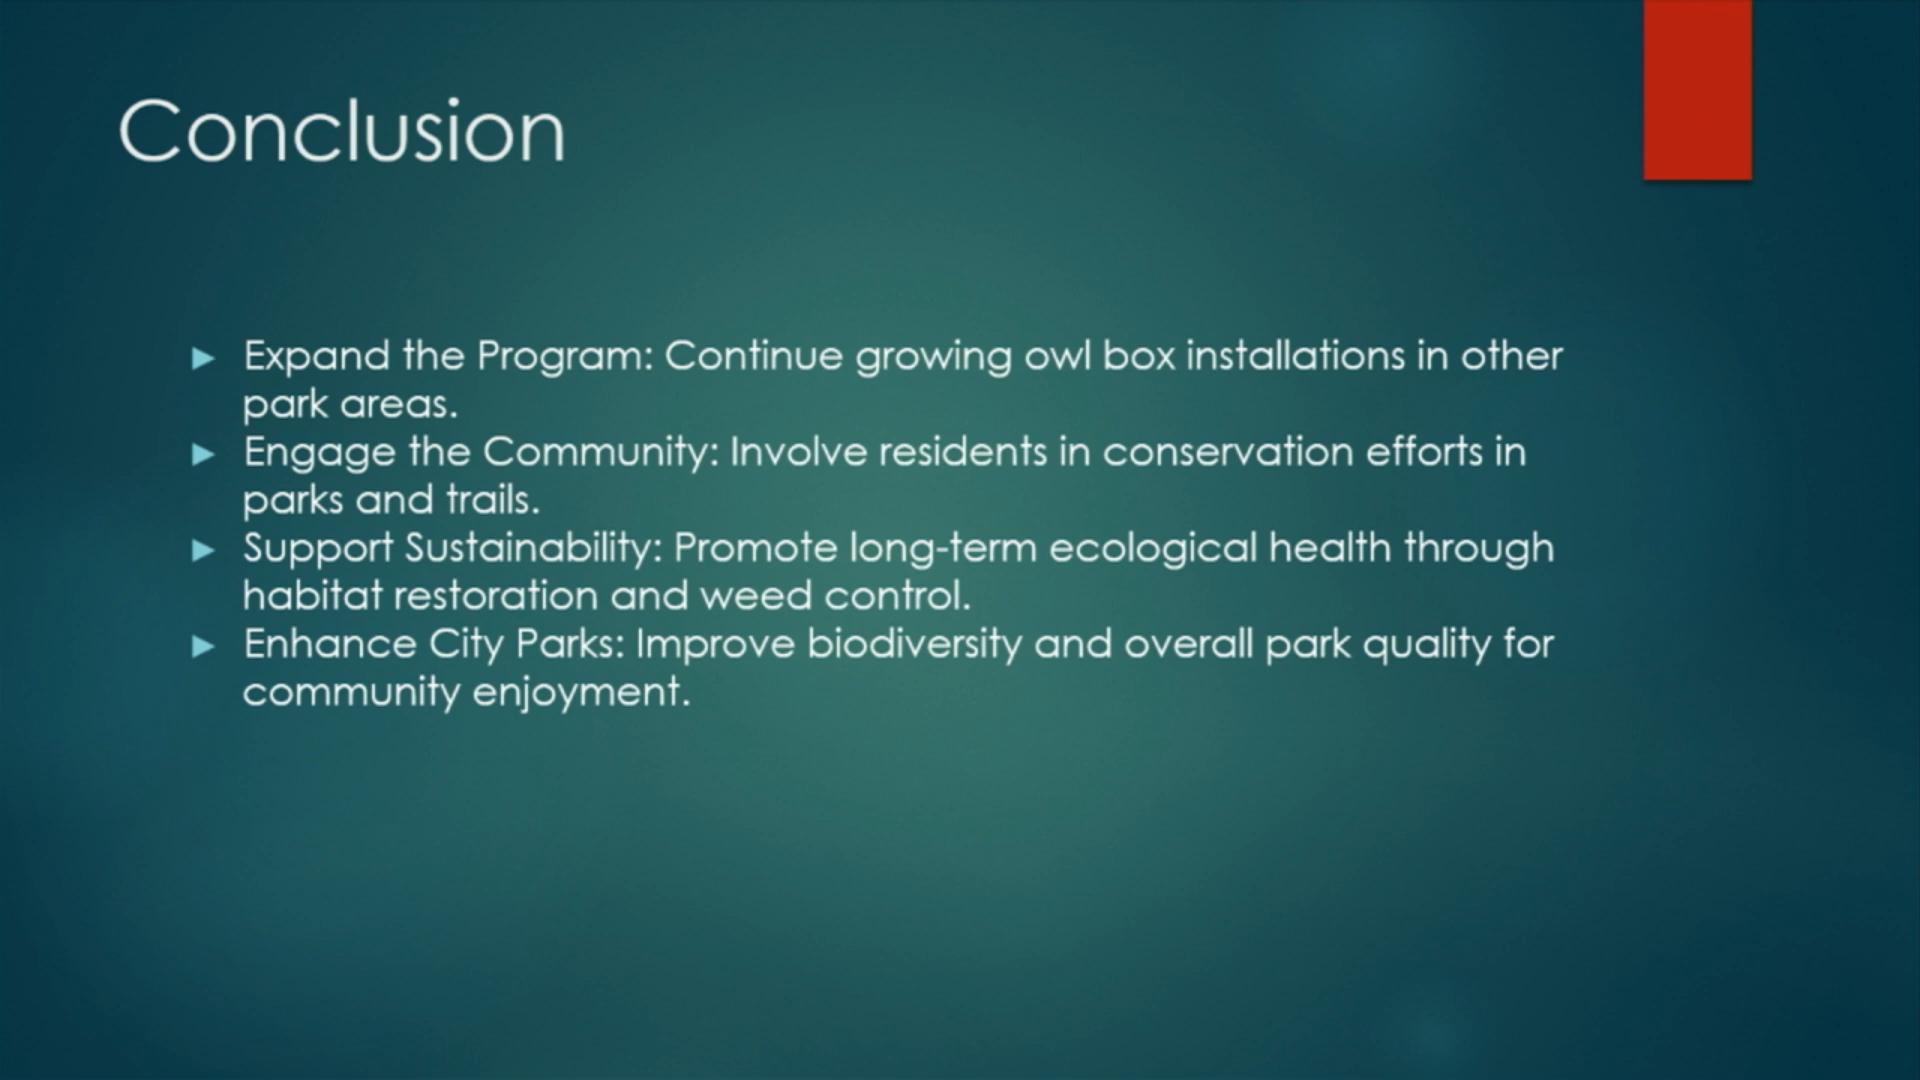 Conclusion
► Expand the Program: Continue growing owl box installations in other
park areas.
► Engage the Community: Involve residents in conservation efforts in
parks and trails.
► Support Sustainability: Promote long-term ecological health through
habitat restoration and weed control.
► Enhance City Parks: Improve biodiversity and overall park quality for
community enjoyment.